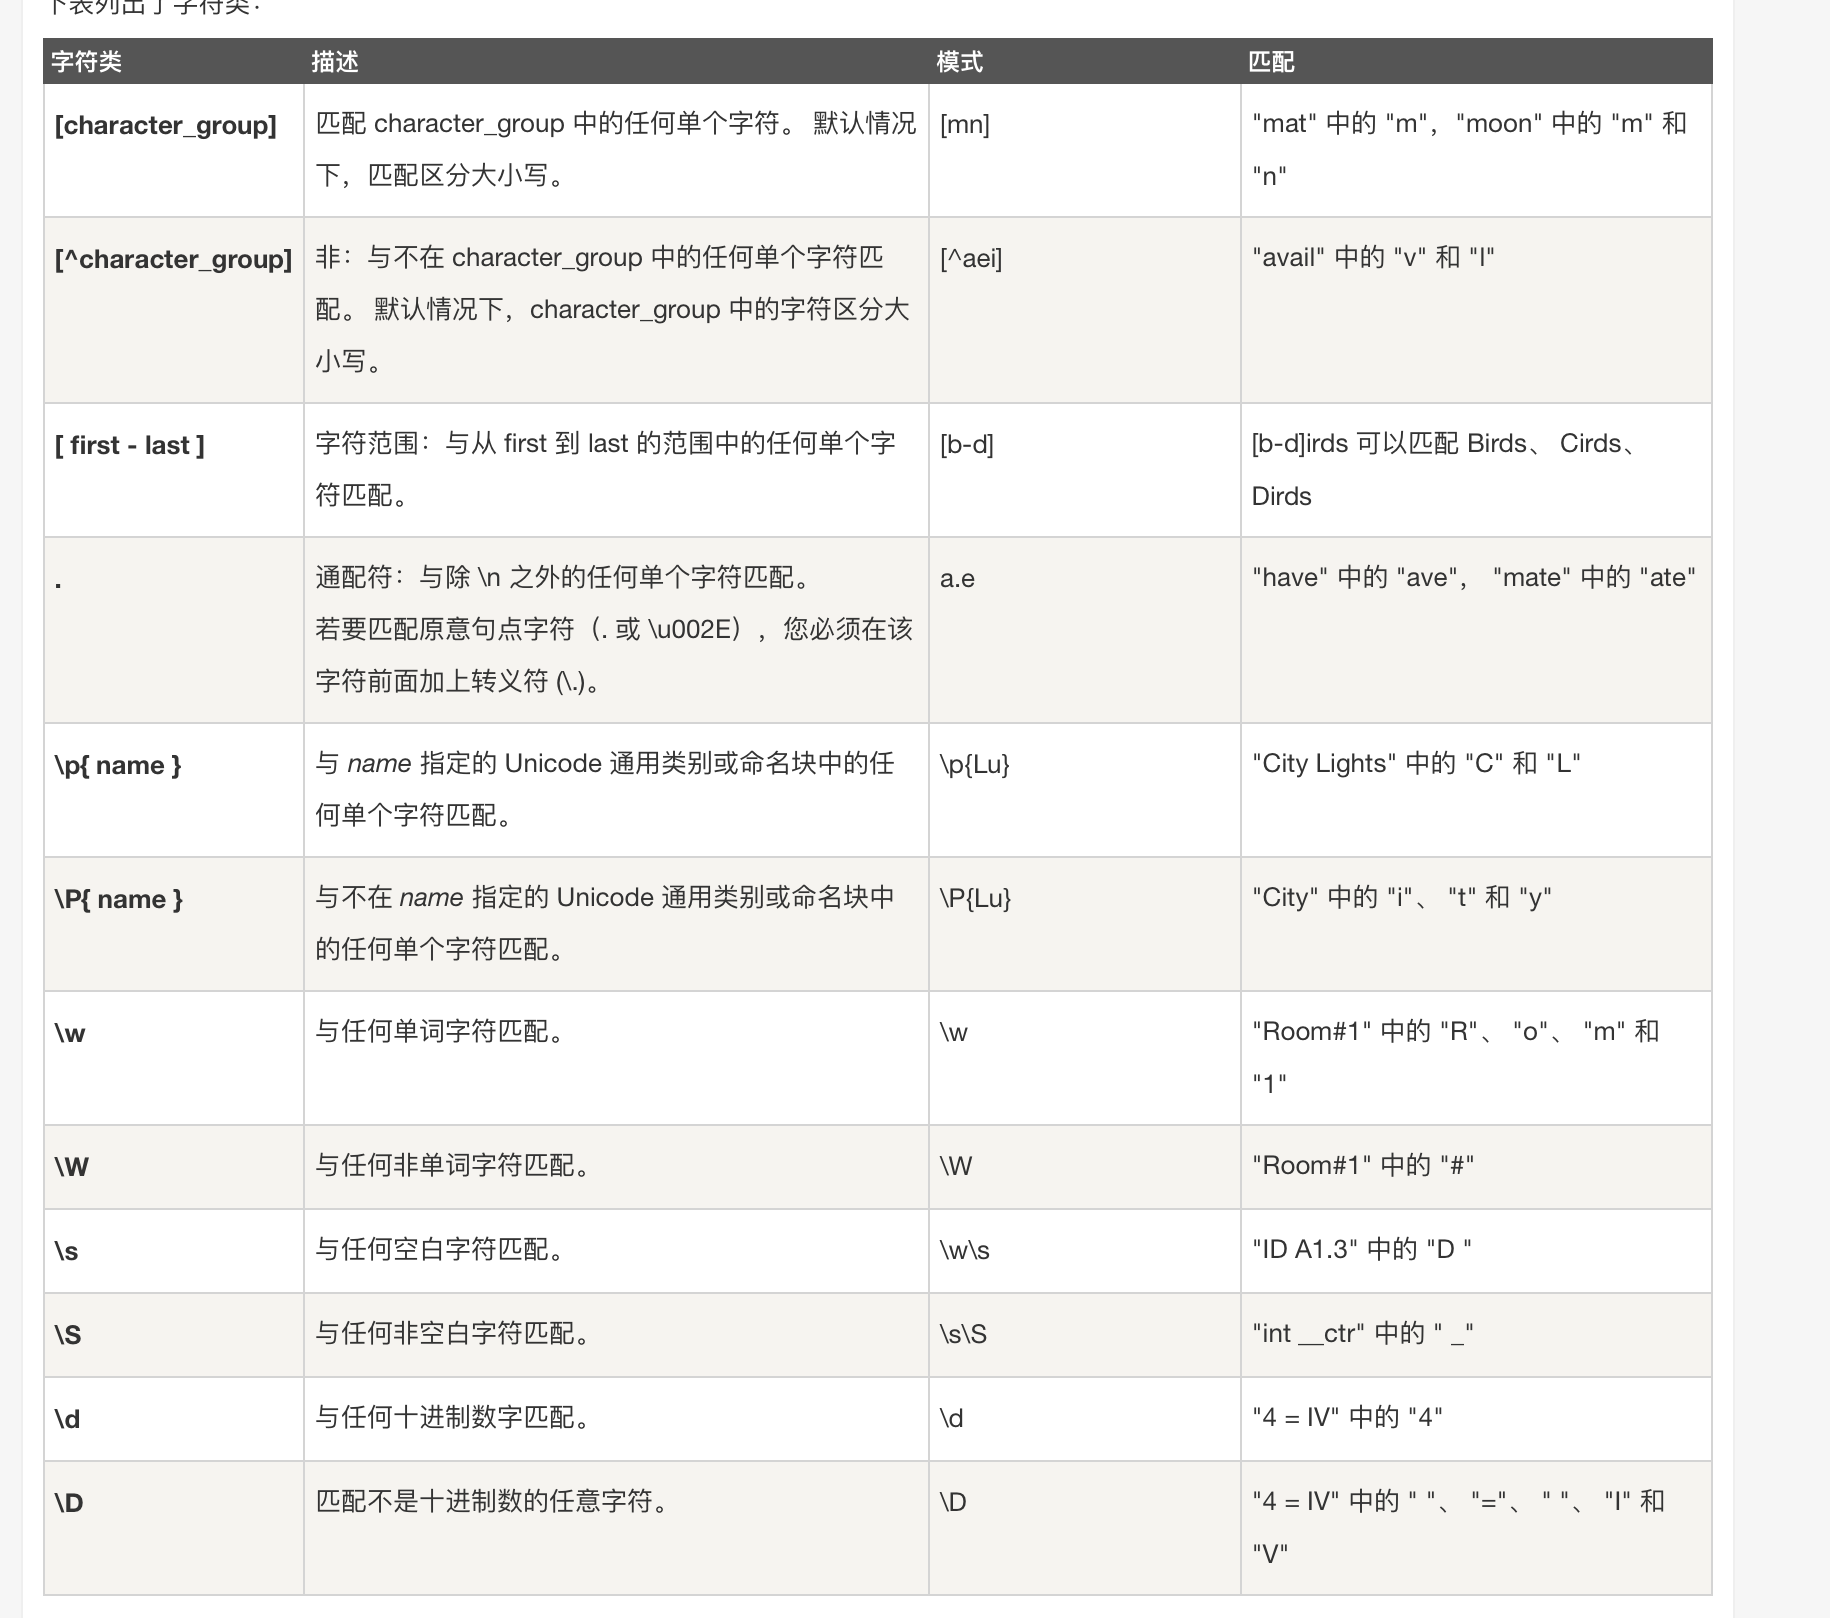 下表列出了字符类：
字符类 描述 模式 匹配
[character_group] 匹配 character_group 中的任何单个字符。 默认情况 [mn] "mat" 中的 "m"，"moon" 中的 "m" 和
下，匹配区分大小写。 "n"
[^character_group] 非：与不在 character_group 中的任何单个字符匹 [^aei] "avail" 中的 "v" 和 "l"
配。 默认情况下，character_group 中的字符区分大
小写。
[ first - last ] 字符范围：与从 first 到 last 的范围中的任何单个字 [b-d] [b-d]irds 可以匹配 Birds、 Cirds、
符匹配。 Dirds
. 通配符：与除 \n 之外的任何单个字符匹配。 a.e "have" 中的 "ave"， "mate" 中的 "ate"
若要匹配原意句点字符（. 或 \u002E），您必须在该
字符前面加上转义符 (\.)。
\p{ name } 与 name 指定的 Unicode 通用类别或命名块中的任 \p{Lu} "City Lights" 中的 "C" 和 "L"
何单个字符匹配。
\P{ name } 与不在 name 指定的 Unicode 通用类别或命名块中 \P{Lu} "City" 中的 "i"、 "t" 和 "y"
的任何单个字符匹配。
\w 与任何单词字符匹配。 \w "Room#1" 中的 "R"、 "o"、 "m" 和
"1"
\W 与任何非单词字符匹配。 \W "Room#1" 中的 "#"
\s 与任何空白字符匹配。 \w\s "ID A1.3" 中的 "D "
\S 与任何非空白字符匹配。 \s\S "int __ctr" 中的 " _"
\d 与任何十进制数字匹配。 \d "4 = IV" 中的 "4"
\D 匹配不是十进制数的任意字符。 \D "4 = IV" 中的 " "、 "="、 " "、 "I" 和
"V"